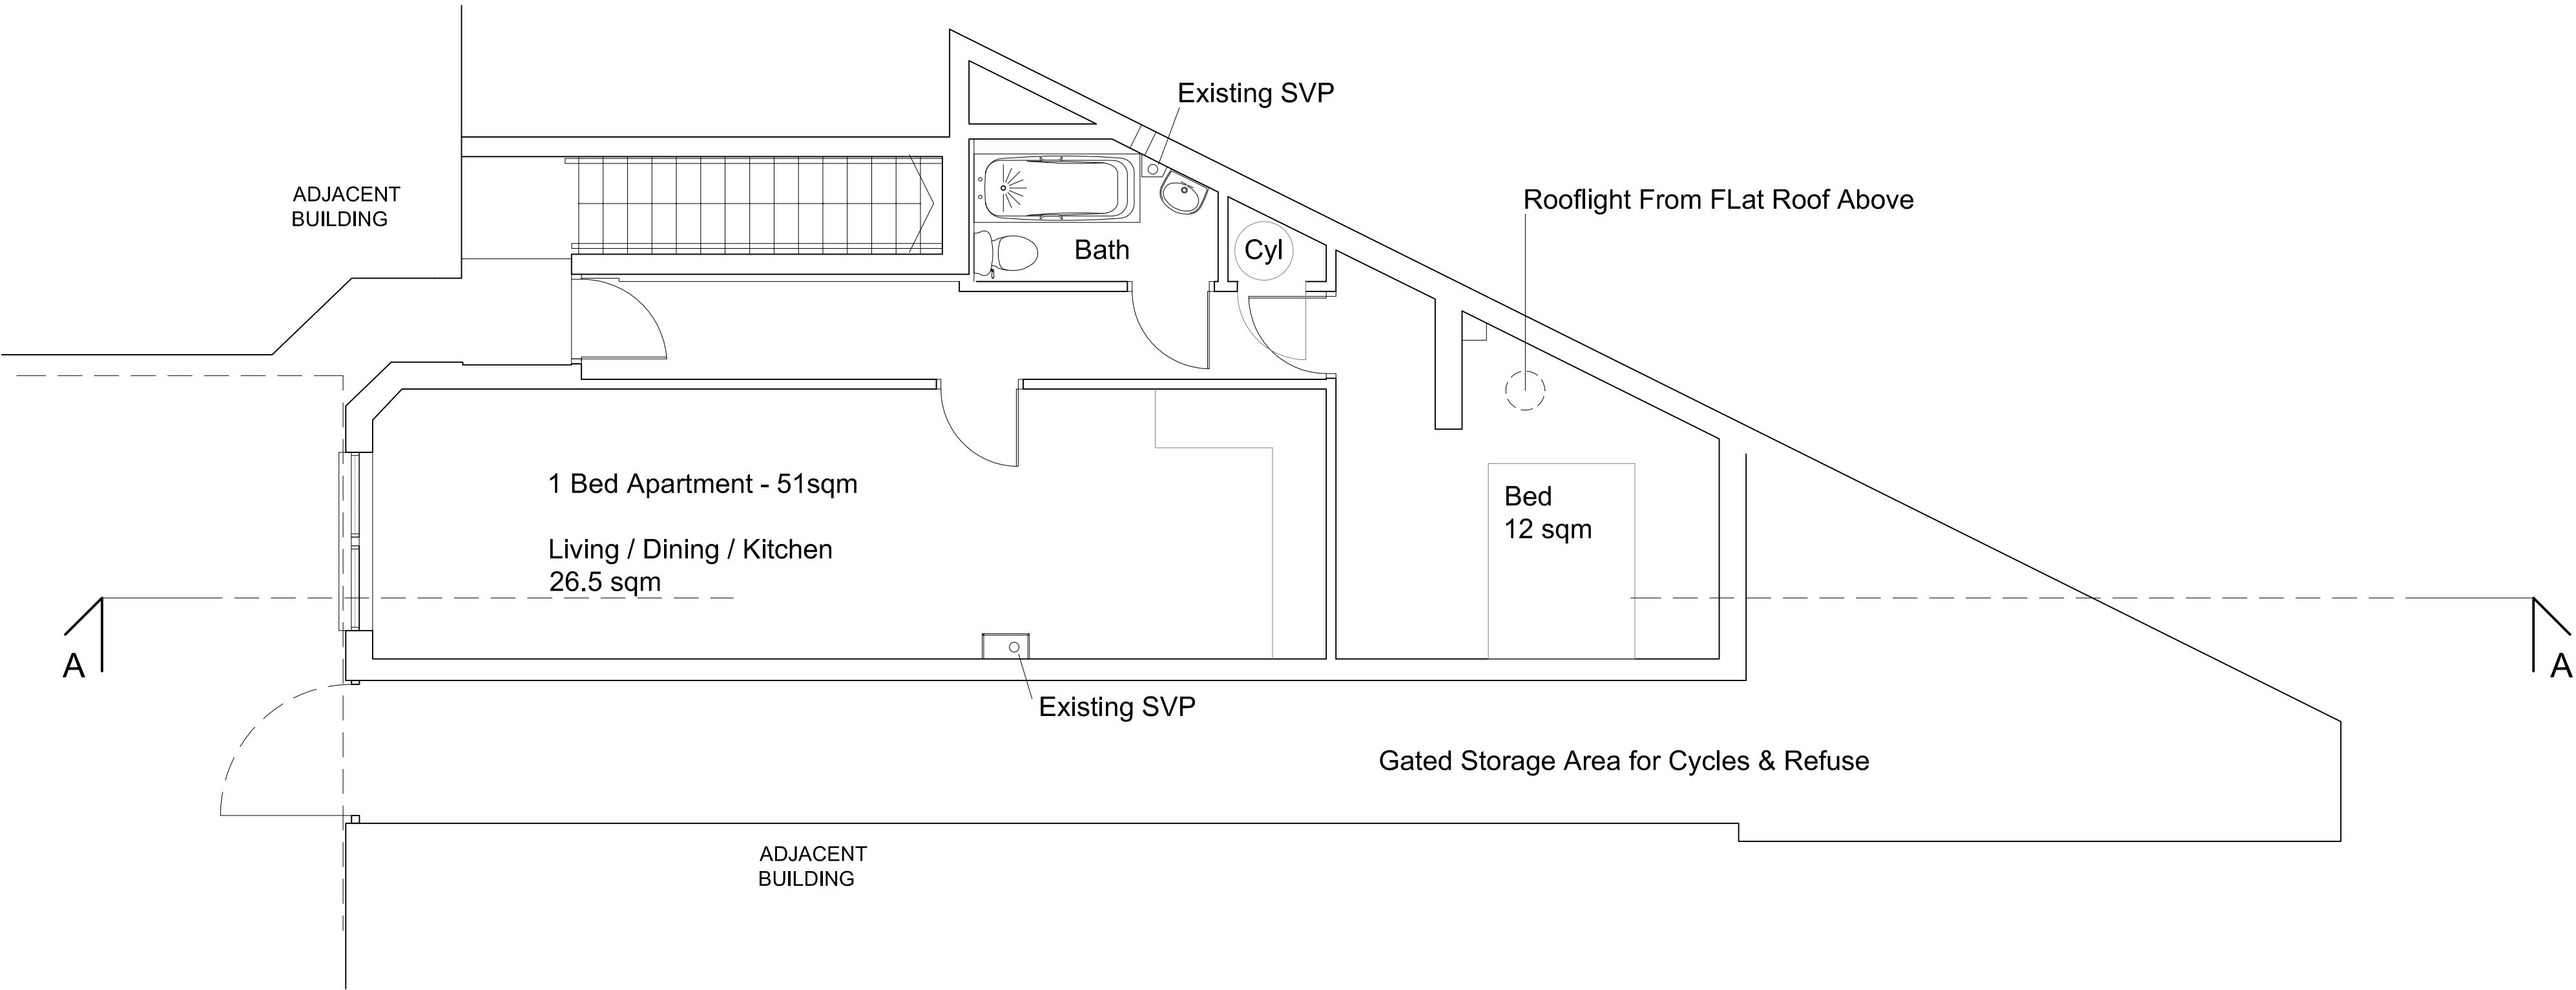 Existing SVP
ADJACENT
BUILDING
Rooflight From FLat Roof Above
Bath
Cyl
1 Bed Apartment - 51sqm
Living / Dining / Kitchen
26.5 sqm
Bed
12 sqm
A
A
Existing SVP
Gated Storage Area for Cycles & Refuse
ADJACENT
BUILDING